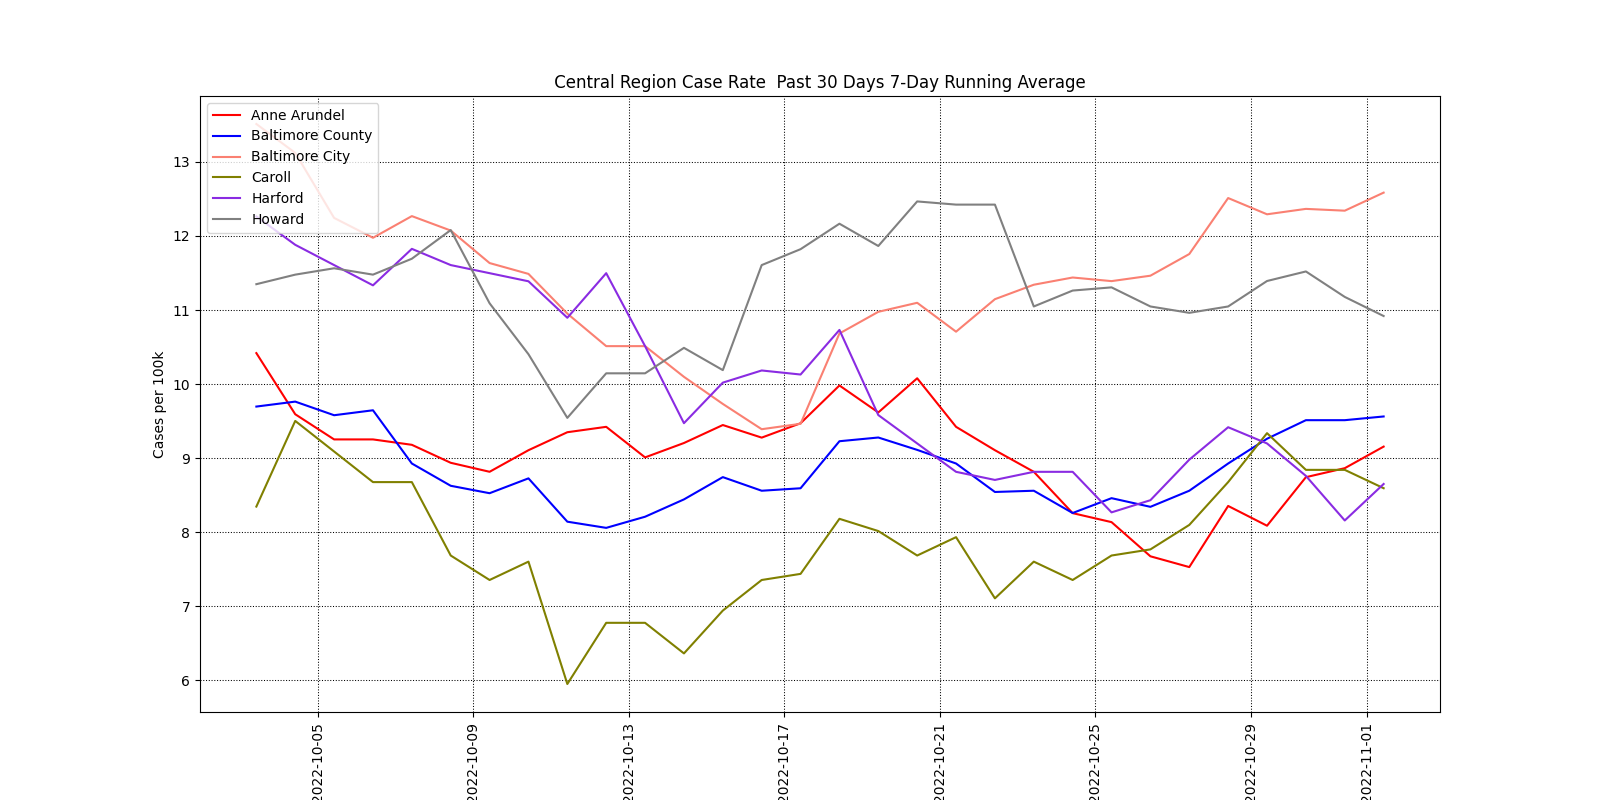 Central Region Case Rate  Past 30 Days 7-Day Running Average
Anne Arundel
Baltimore County
Baltimore City
Caroll
Harford
Howard
Cases per 100k
13
12
11
10
9
8
7
6
2022-10-05
2022-10-09
2022-10-13
2022-10-17
2022-10-21
2022-10-25
2022-10-29
2022-11-01